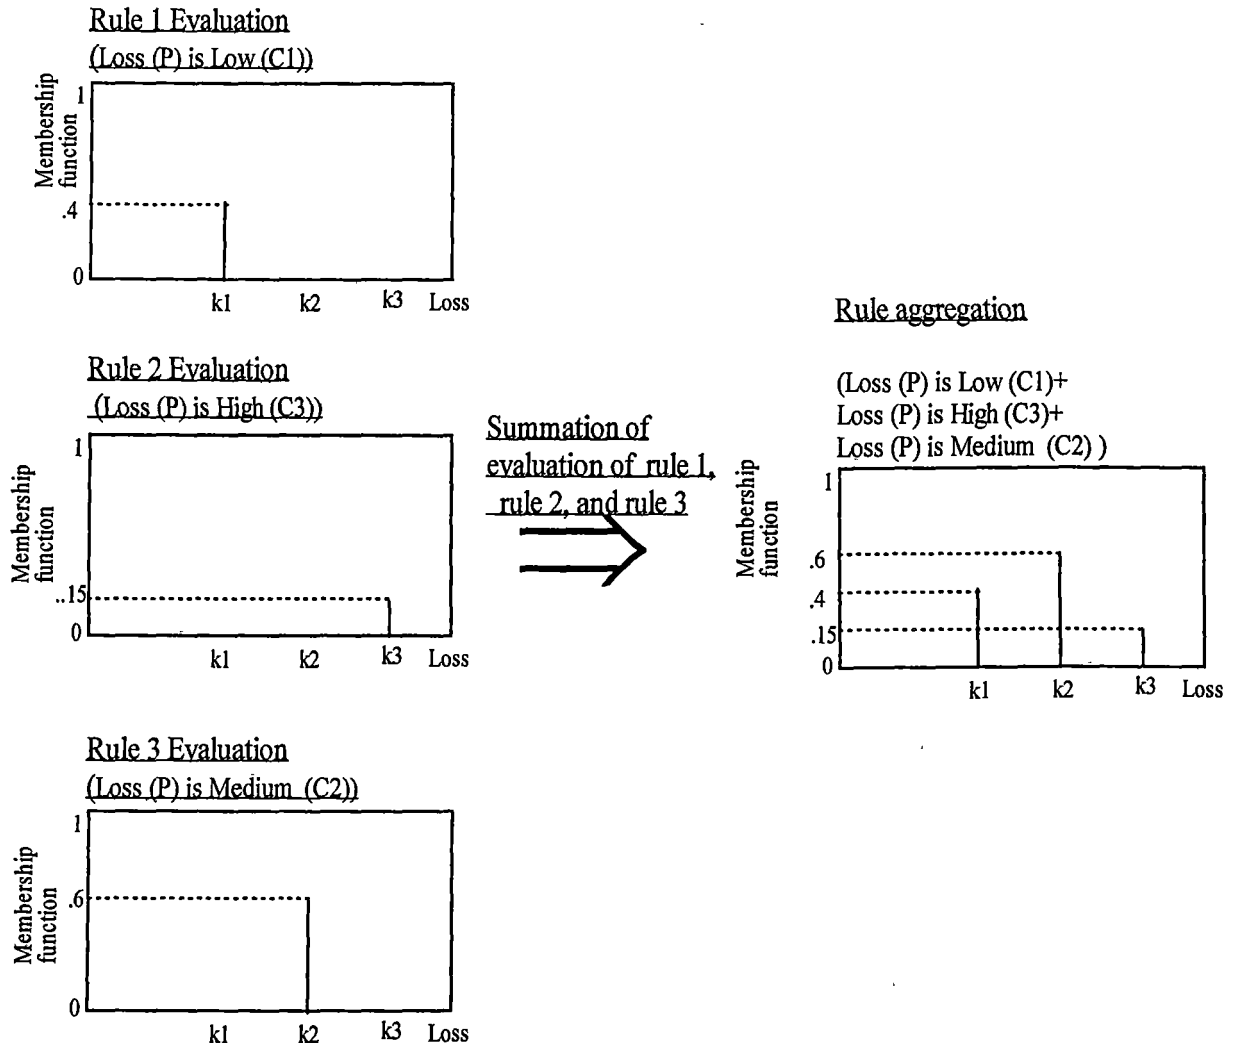 Rule 1 Evaluation
(Loss (P) is Low (C1))
Membership
function
1
.4
0
k1 k2 k3 Loss
Rule 2 Evaluation
(Loss (P) is High (C3))
Membership
function
1
..15
0
k1 k2 k3 Loss
Rule 3 Evaluation
(Loss (P) is Medium (C2))
Membership
function
1
.6
0
k1 k2 k3 Loss
Summation of
evaluation of rule 1,
rule 2, and rule 3
Rule aggregation
(Loss (P) is Low (C1)+
Loss (P) is High (C3)+
Loss (P) is Medium (C2) )
Membership
function
1
.6
.4
.15
0
k1 k2 k3 Loss